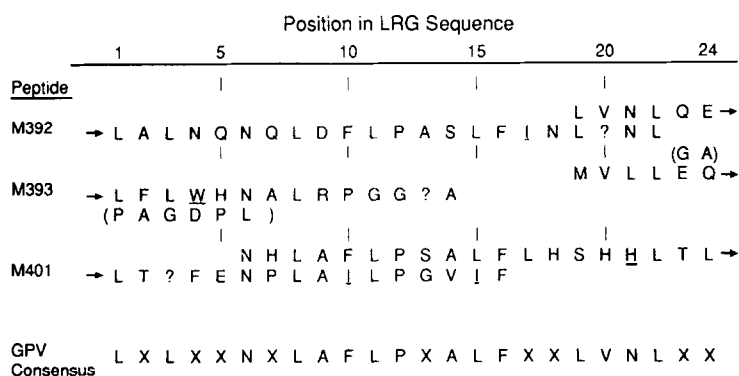 Position in LRG Sequence
1 5 10 15 20 24
Peptide
L V N L Q E →
M392 → L A L N Q N Q L D F L P A S L F I N L ? N L
(G A)
M V L L E Q →
M393 → L F L W H N A L R P G G ? A
(P A G D P L )
N H L A F L P S A L F L H S H H L T L →
M401 → L T ? F E N P L A I L P G V I F
GPV
Consensus L X L X X N X L A F L P X A L F X X L V N L X X